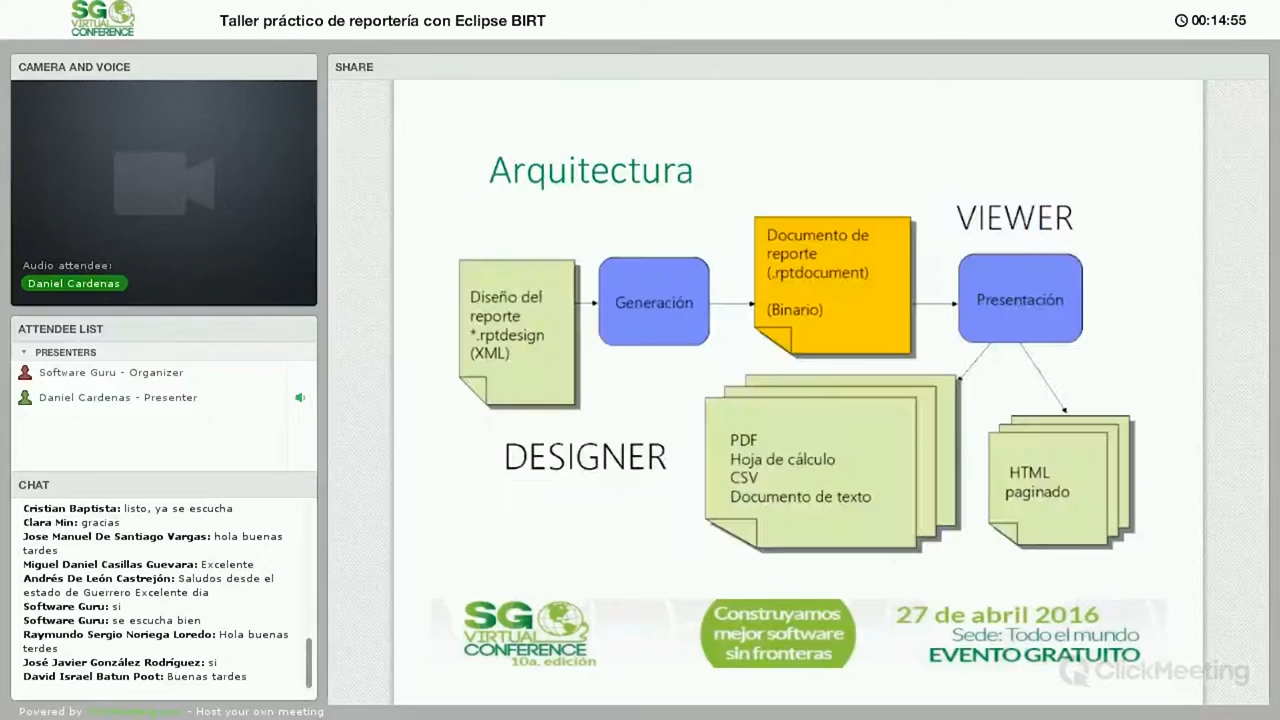 SG
VIRTUAL
CONFERENCE
Taller práctico de reportería con Eclipse BIRT
00:14:55
CAMERA AND VOICE
Audio attendee:
Daniel Cardenas
ATTENDEE LIST
PRESENTERS
Software Guru - Organizer
Daniel Cardenas - Presenter
CHAT
Cristian Baptista: listo, ya se escucha
Clara Min: gracias
Jose Manuel De Santiago Vargas: hola buenas
tardes
Miguel Daniel Casillas Guevara: Excelente
Andrés De León Castrejón: Saludos desde el
estado de Guerrero Excelente dia
Software Guru: si
Software Guru: se escucha bien
Raymundo Sergio Noriega Loredo: Hola buenas
terdes
José Javier González Rodríguez: si
David Israel Batun Poot: Buenas tardes
Powered by ClickMeeting.com - Host your own meeting
SHARE
Arquitectura
VIEWER
Diseño del
reporte
*.rptdesign
(XML)
Generación
Documento de
reporte
(.rptdocument)
(Binario)
Presentación
DESIGNER
PDF
Hoja de cálculo
CSV
Documento de texto
HTML
paginado
SG
VIRTUAL
CONFERENCE
10a. edición
Construyamos
mejor software
sin fronteras
27 de abril 2016
Sede: Todo el mundo
EVENTO GRATUITO
ClickMeeting